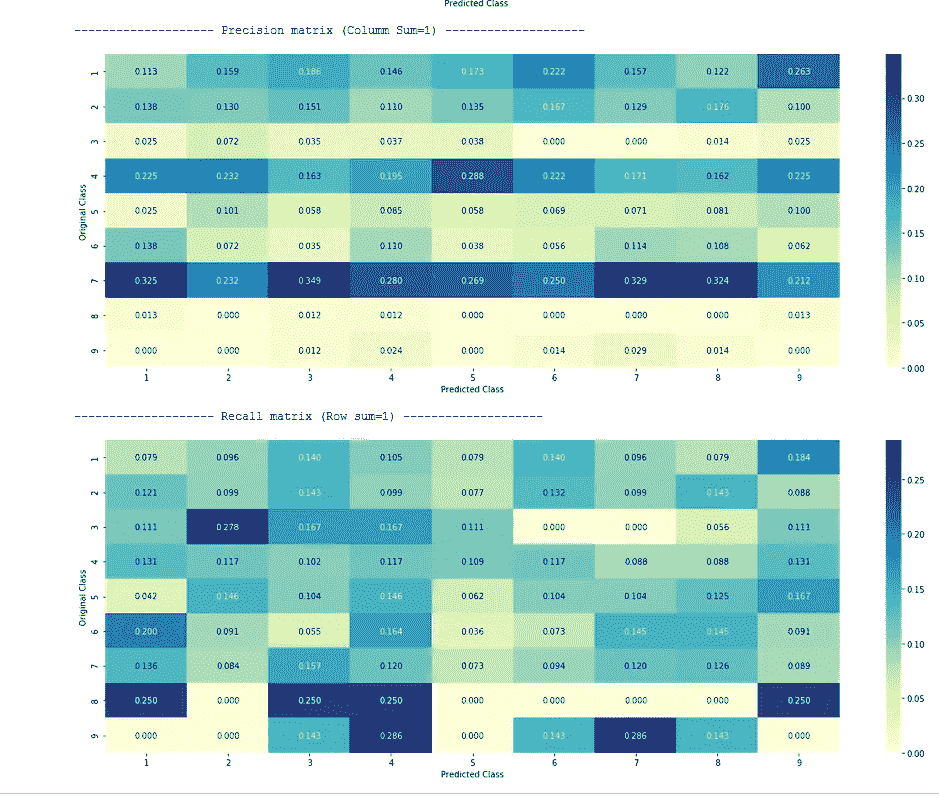 Predicted Class
------------------- Precision matrix (Columm Sum=1) -------------------
1 0.113 0.159 0.186 0.146 0.173 0.222 0.157 0.122 0.263
2 0.138 0.130 0.151 0.110 0.135 0.167 0.129 0.176 0.100
3 0.025 0.072 0.035 0.037 0.038 0.000 0.000 0.014 0.025
4 0.225 0.232 0.163 0.195 0.288 0.222 0.171 0.162 0.225
5 0.025 0.101 0.058 0.085 0.058 0.069 0.071 0.081 0.100
6 0.138 0.072 0.035 0.110 0.038 0.056 0.114 0.108 0.062
7 0.325 0.232 0.349 0.280 0.269 0.250 0.329 0.324 0.212
8 0.013 0.000 0.012 0.012 0.000 0.000 0.000 0.000 0.013
9 0.000 0.000 0.012 0.024 0.000 0.014 0.029 0.014 0.000
Original Class
1 2 3 4 5 6 7 8 9
Predicted Class
0.30
0.25
0.20
0.15
0.10
0.05
0.00
------------------- Recall matrix (Row sum=1) -------------------
1 0.079 0.096 0.140 0.105 0.079 0.140 0.096 0.079 0.184
2 0.121 0.099 0.143 0.099 0.077 0.132 0.099 0.143 0.088
3 0.111 0.278 0.167 0.167 0.111 0.000 0.000 0.056 0.111
4 0.131 0.117 0.102 0.117 0.109 0.117 0.088 0.088 0.131
5 0.042 0.146 0.104 0.146 0.062 0.104 0.104 0.125 0.167
6 0.200 0.091 0.055 0.164 0.036 0.073 0.145 0.145 0.091
7 0.136 0.084 0.157 0.120 0.073 0.094 0.120 0.126 0.089
8 0.250 0.000 0.250 0.250 0.000 0.000 0.000 0.000 0.250
9 0.000 0.000 0.143 0.286 0.000 0.143 0.286 0.143 0.000
Original Class
1 2 3 4 5 6 7 8 9
Predicted Class
0.25
0.20
0.15
0.10
0.05
0.00